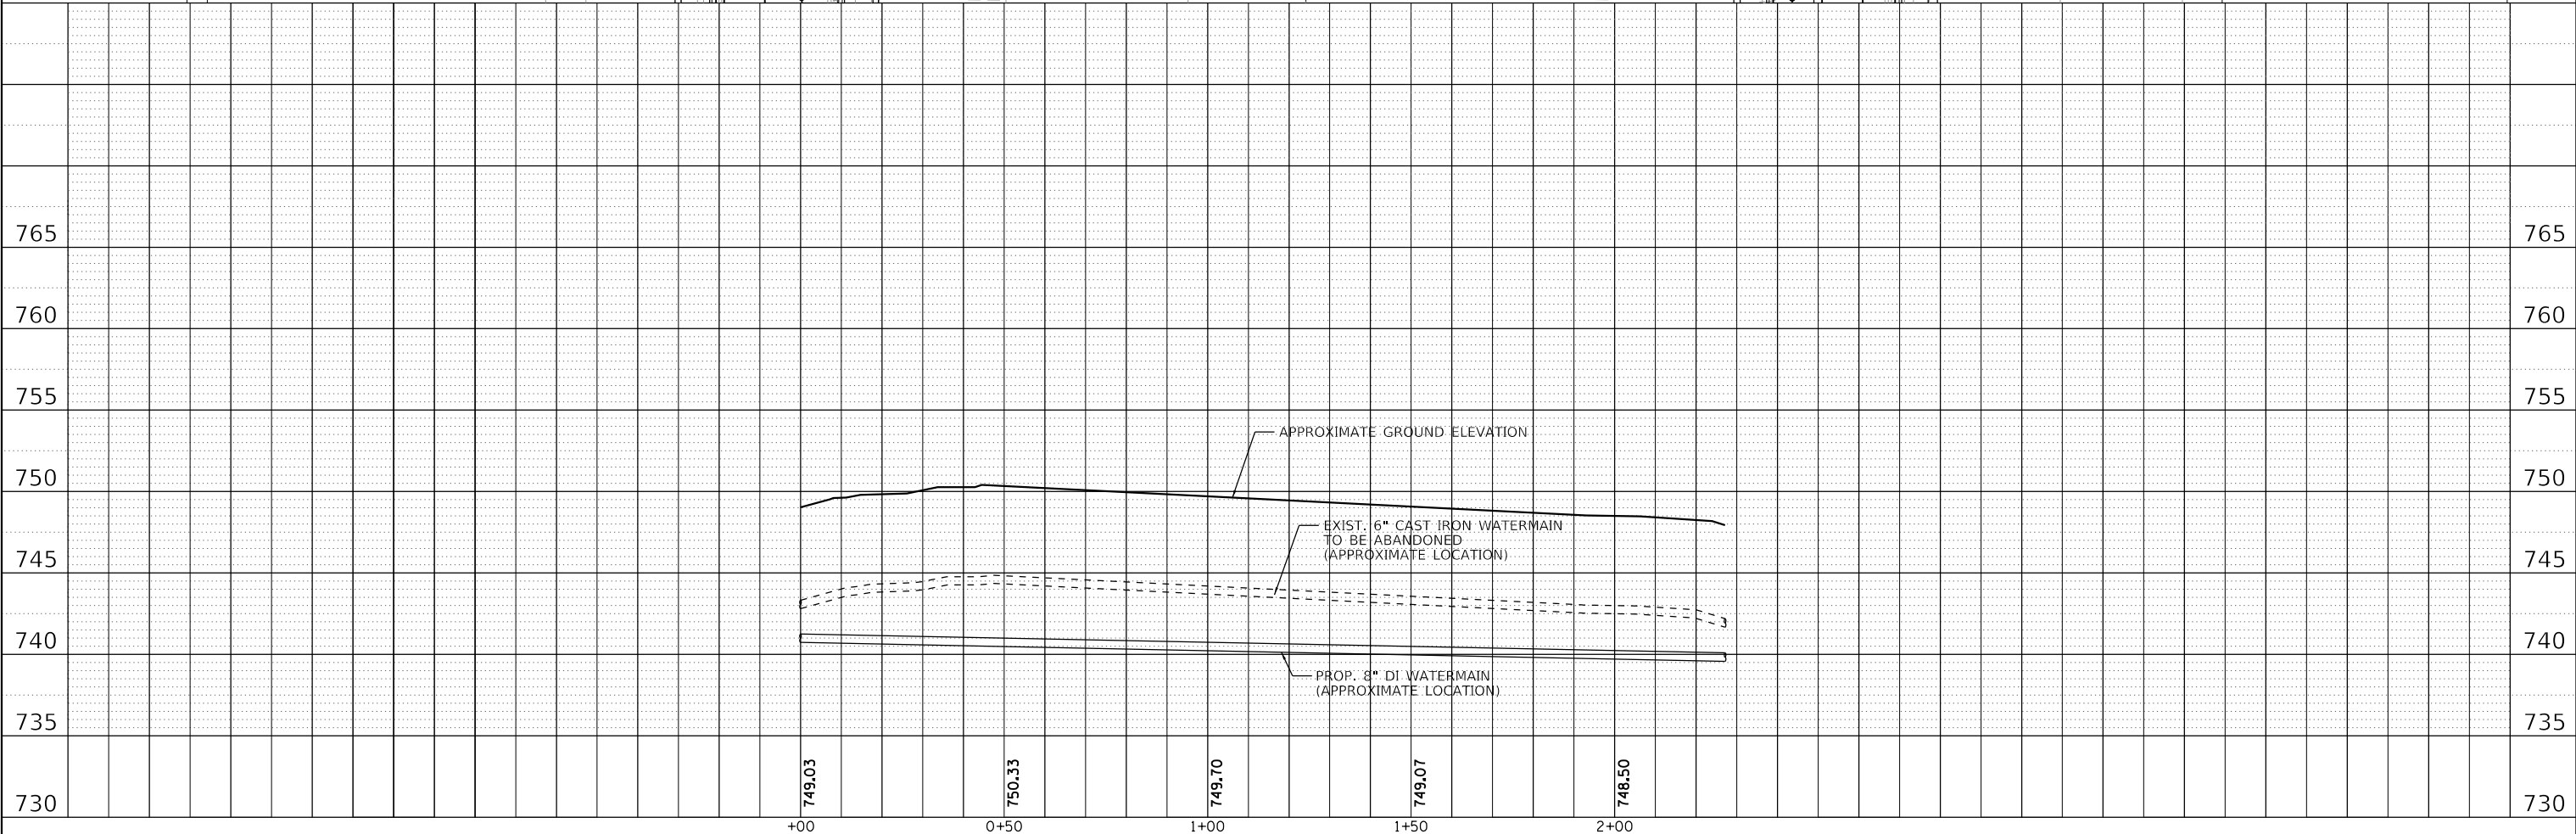 765 765
760 760
755 755
APPROXIMATE GROUND ELEVATION
750 750
EXIST. 6" CAST IRON WATERMAIN
TO BE ABANDONED
(APPROXIMATE LOCATION)
745 745
740 740
PROP. 8" DI WATERMAIN
(APPROXIMATE LOCATION)
735 735
749.03 750.33 749.70 749.07 748.50
730 730
+00 0+50 1+00 1+50 2+00